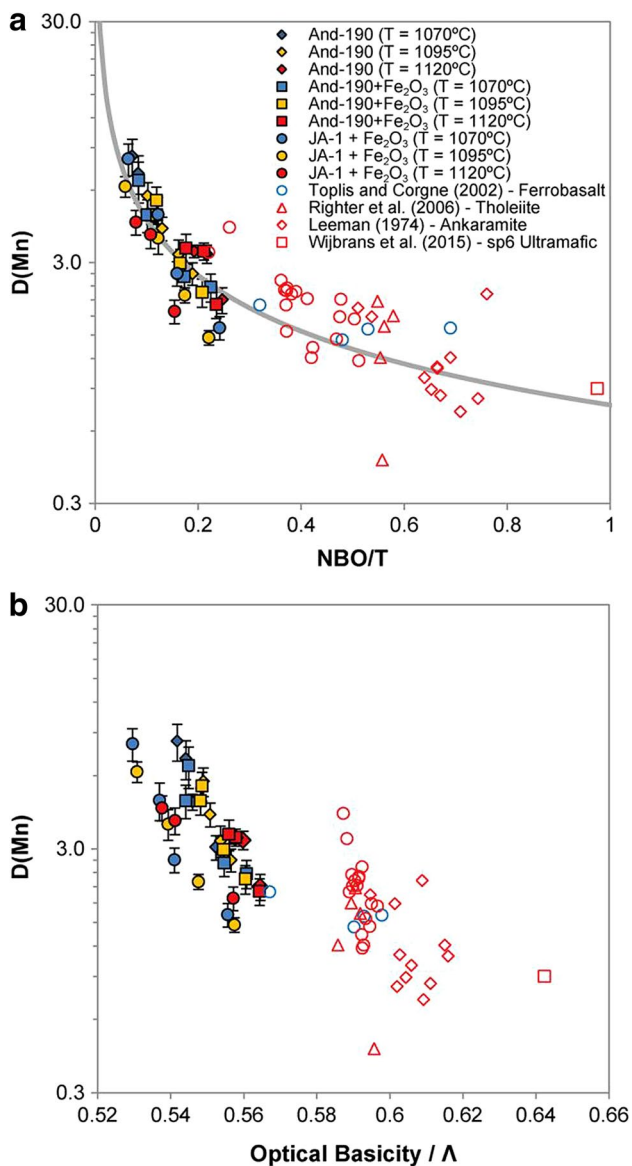 a
30.0
3.0
0.3
D(Mn)
And-190 (T = 1070ºC)
And-190 (T = 1095ºC)
And-190 (T = 1120ºC)
And-190+Fe₂O₃ (T = 1070ºC)
And-190+Fe₂O₃ (T = 1095ºC)
And-190+Fe₂O₃ (T = 1120ºC)
JA-1 + Fe₂O₃ (T = 1070ºC)
JA-1 + Fe₂O₃ (T = 1095ºC)
JA-1 + Fe₂O₃ (T = 1120ºC)
Toplis and Corgne (2002) - Ferrobasalt
Righter et al. (2006) - Tholeiite
Leeman (1974) - Ankaramite
Wijbrans et al. (2015) - sp6 Ultramafic
0 0.2 0.4 0.6 0.8 1
NBO/T
b
30.0
3.0
0.3
D(Mn)
0.52 0.54 0.56 0.58 0.6 0.62 0.64 0.66
Optical Basicity / Λ